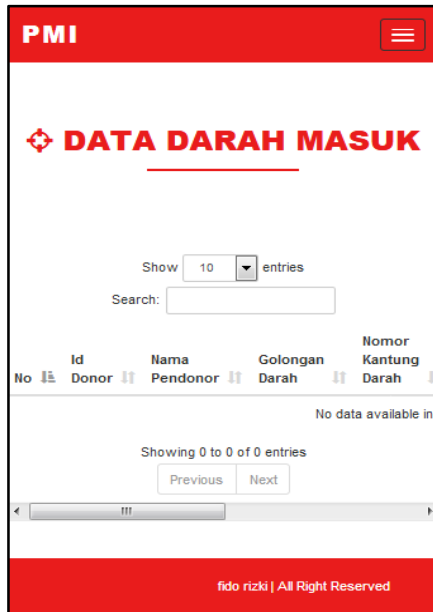 PMI
DATA DARAH MASUK
Show 10 entries
Search:
No Id Donor Nama Pendonor Golongan Darah Nomor Kantung Darah
No data available in
Showing 0 to 0 of 0 entries
Previous Next
fido rizki | All Right Reserved